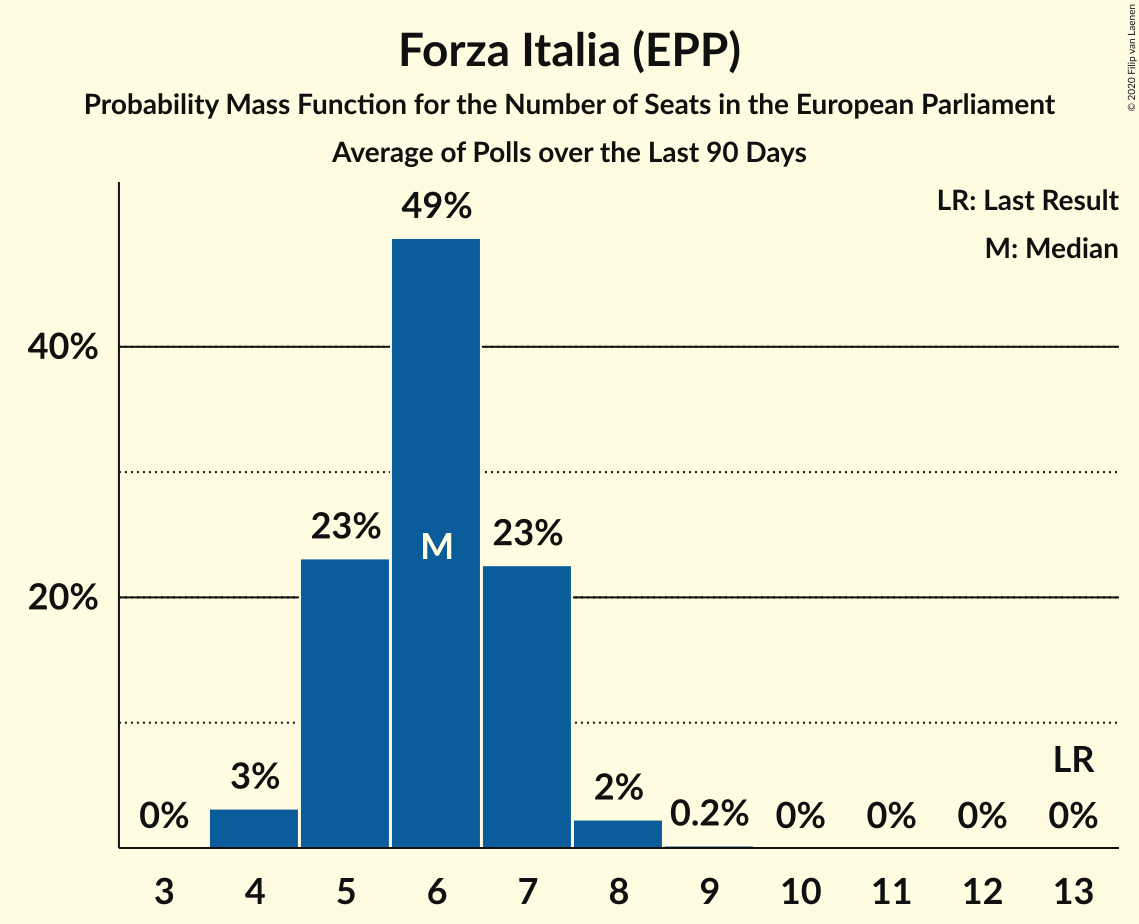 Forza Italia (EPP)
Probability Mass Function for the Number of Seats in the European Parliament
Average of Polls over the Last 90 Days
© 2020 Filip van Laenen
LR: Last Result
M: Median
49%
40%
23%
M
23%
20%
LR
3%
2%
0%
0.2%
0%
0%
0%
0%
3 4 5 6 7 8 9 10 11 12 13